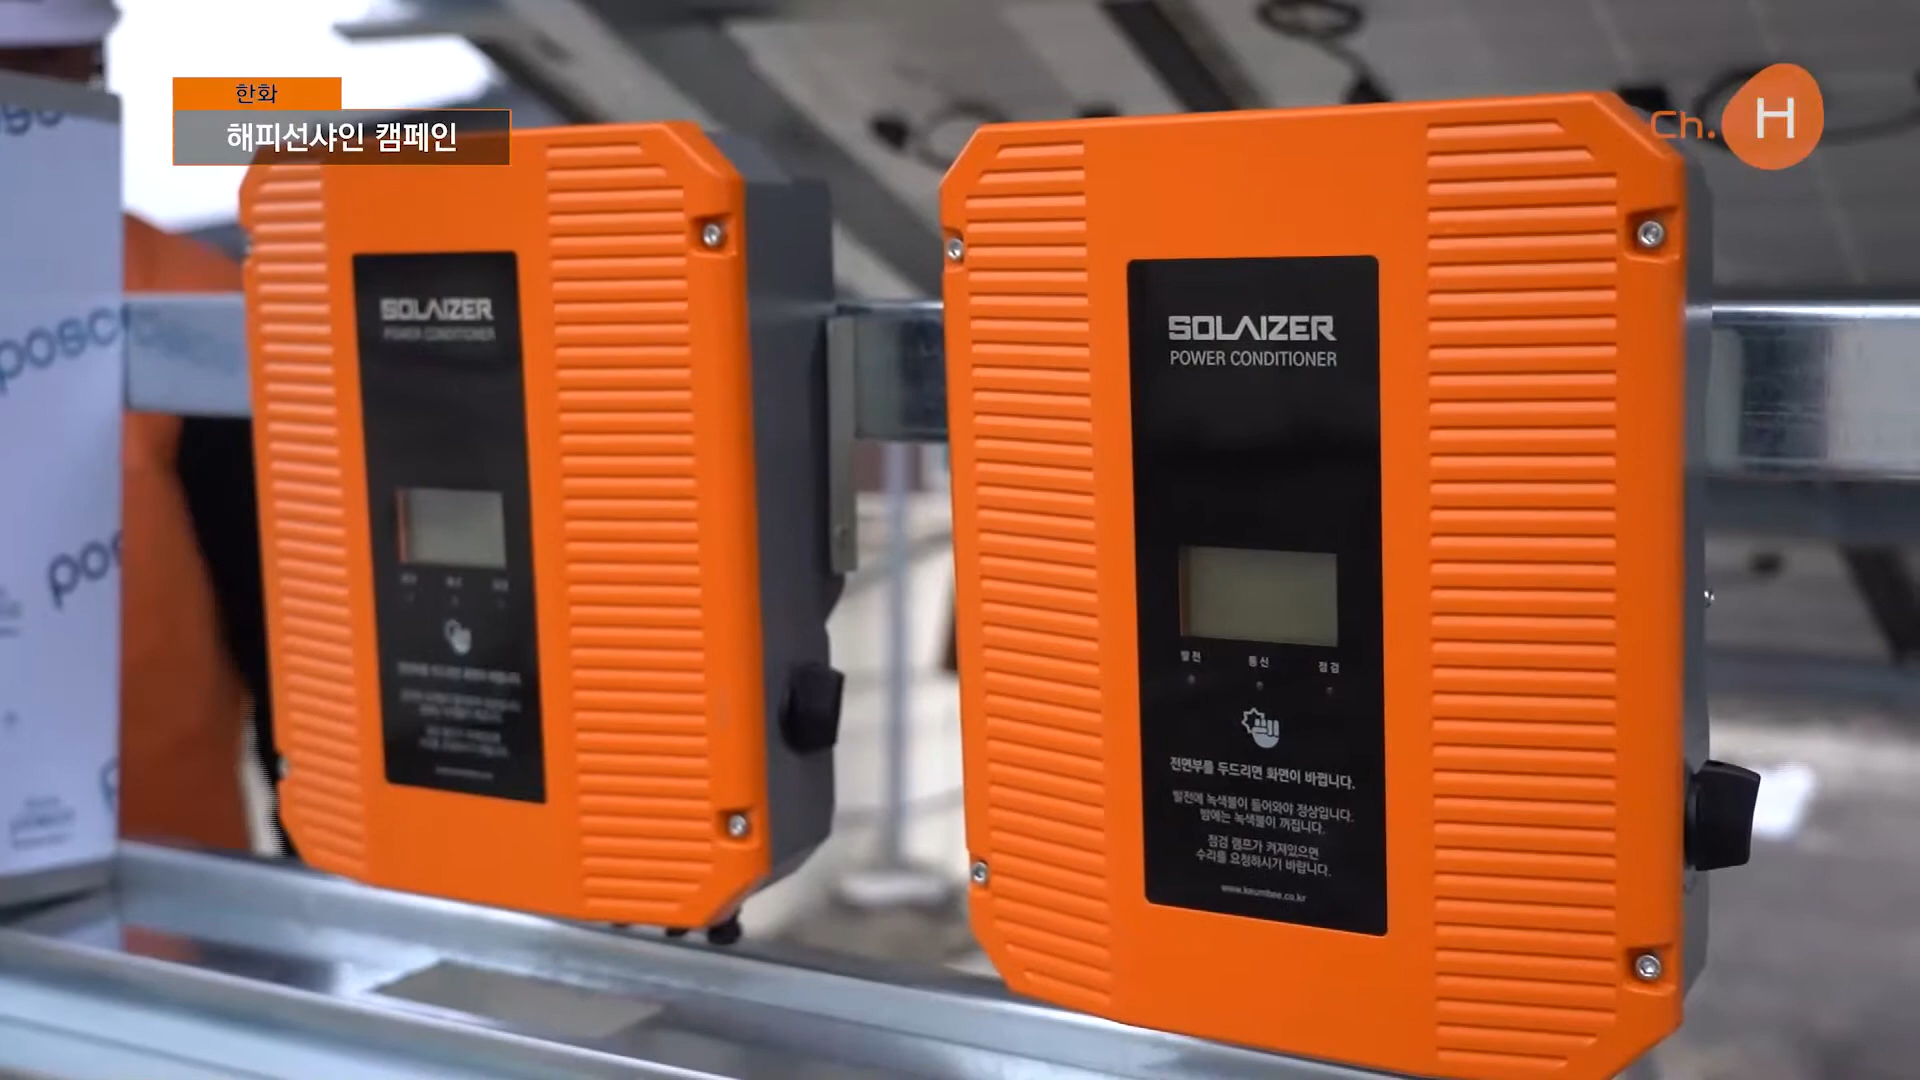 한화
해피선샤인 캠페인
Ch. H
posco
SOLAIZER
POWER CONDITIONER
SOLAIZER
POWER CONDITIONER
발전 통신 점검
전면부를 두드리면 화면이 바뀝니다.
발전에 녹색불이 들어와야 정상입니다.
밤에는 녹색불이 꺼집니다.
점검 램프가 켜져있으면
수리를 요청하시기 바랍니다.
www.keumbee.co.kr